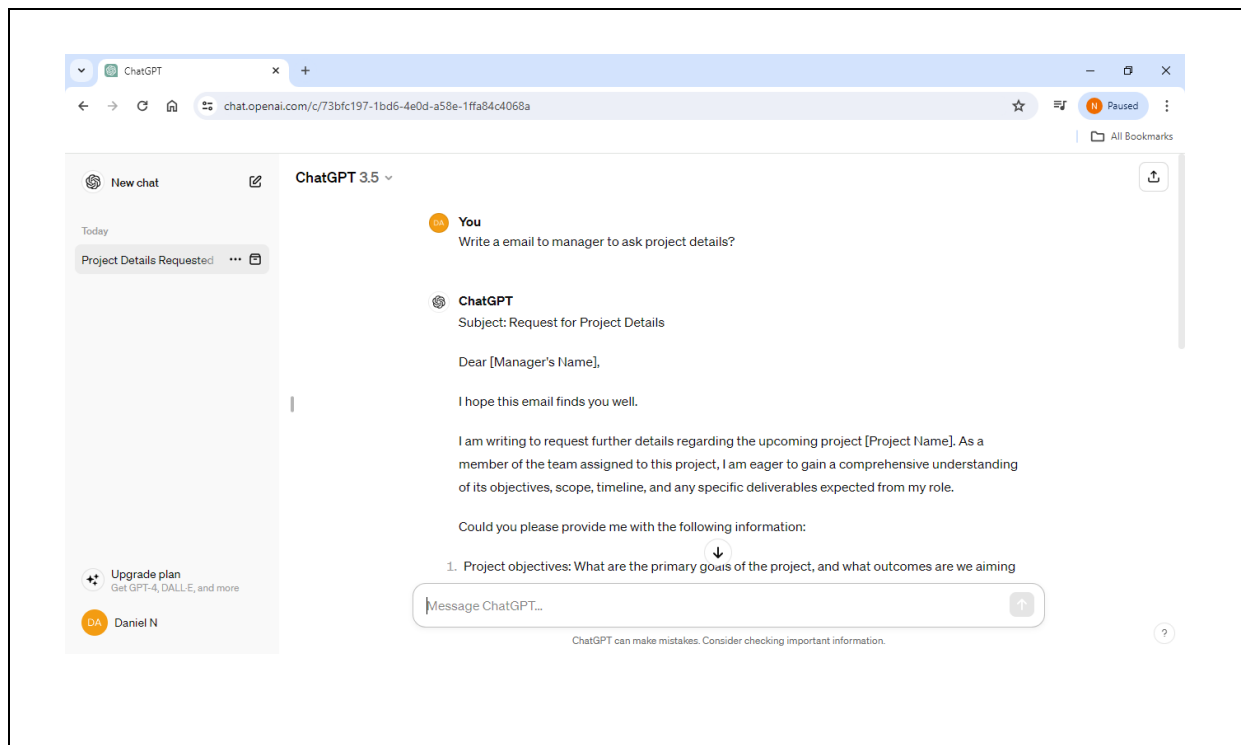 ChatGPT
chat.openai.com/c/73bfc197-1bd6-4e0d-a58e-1ffa84c4068a
N Paused
All Bookmarks
New chat
ChatGPT 3.5
Today
Project Details Requested
DA You
Write a email to manager to ask project details?
ChatGPT
Subject: Request for Project Details
Dear [Manager's Name],
I hope this email finds you well.
I am writing to request further details regarding the upcoming project [Project Name]. As a
member of the team assigned to this project, I am eager to gain a comprehensive understanding
of its objectives, scope, timeline, and any specific deliverables expected from my role.
Could you please provide me with the following information:
1. Project objectives: What are the primary goals of the project, and what outcomes are we aiming
Upgrade plan
Get GPT-4, DALL·E, and more
DA Daniel N
Message ChatGPT...
ChatGPT can make mistakes. Consider checking important information.
?